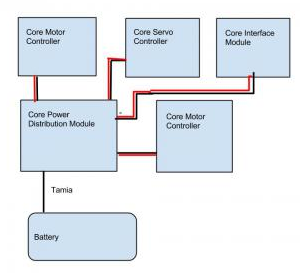 Core Motor
Controller
Core Servo
Controller
Core Interface
Module
Core Power
Distribution Module
Core Motor
Controller
Tamia
Battery